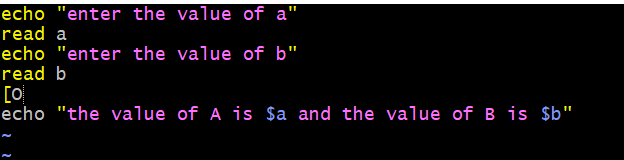 echo "enter the value of a"
read a
echo "enter the value of b"
read b
[O
echo "the value of A is $a and the value of B is $b"
~
~